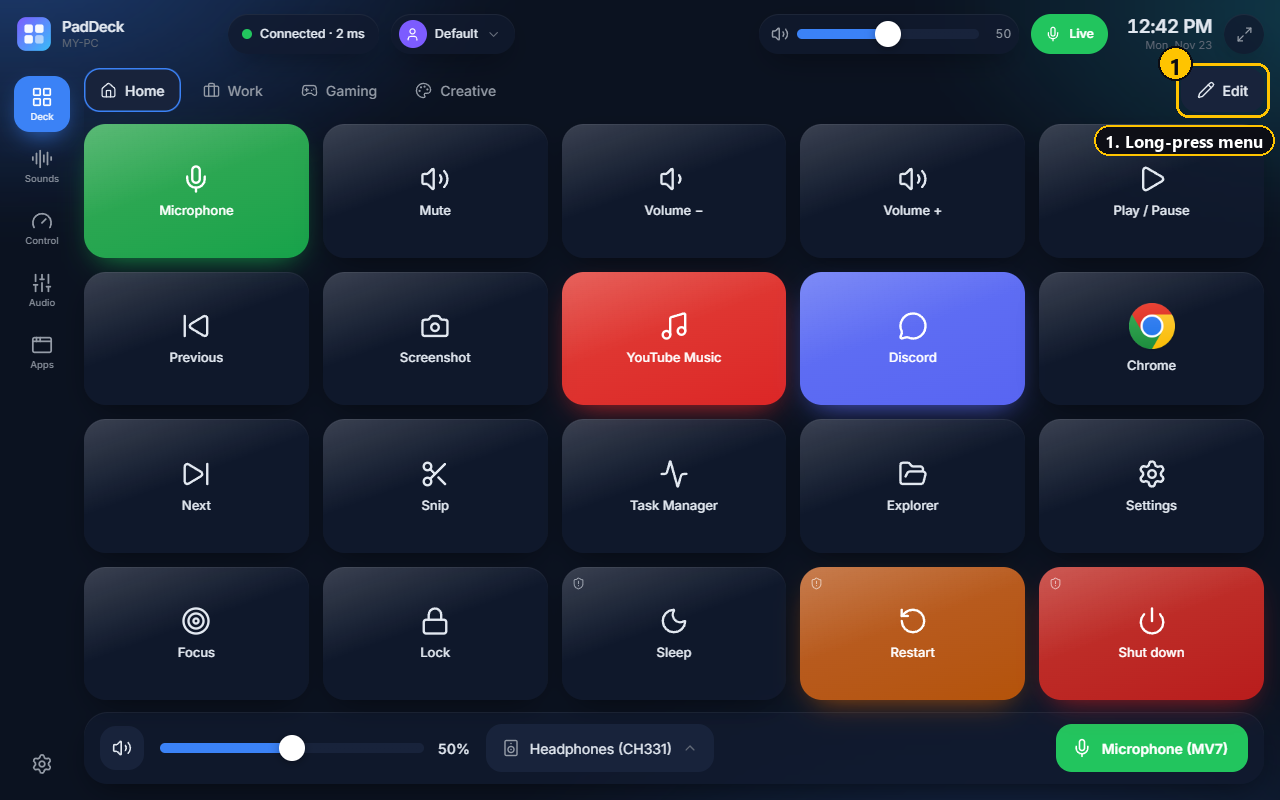 PadDeck
MY-PC
Connected · 2 ms
Default
50
Live
12:42 PM
Mon, Nov 23
Deck
Sounds
Control
Audio
Apps
Home
Work
Gaming
Creative
1
Edit
1. Long-press menu
Microphone
Mute
Volume −
Volume +
Play / Pause
Previous
Screenshot
YouTube Music
Discord
Chrome
Next
Snip
Task Manager
Explorer
Settings
Focus
Lock
Sleep
Restart
Shut down
50%
Headphones (CH331)
Microphone (MV7)